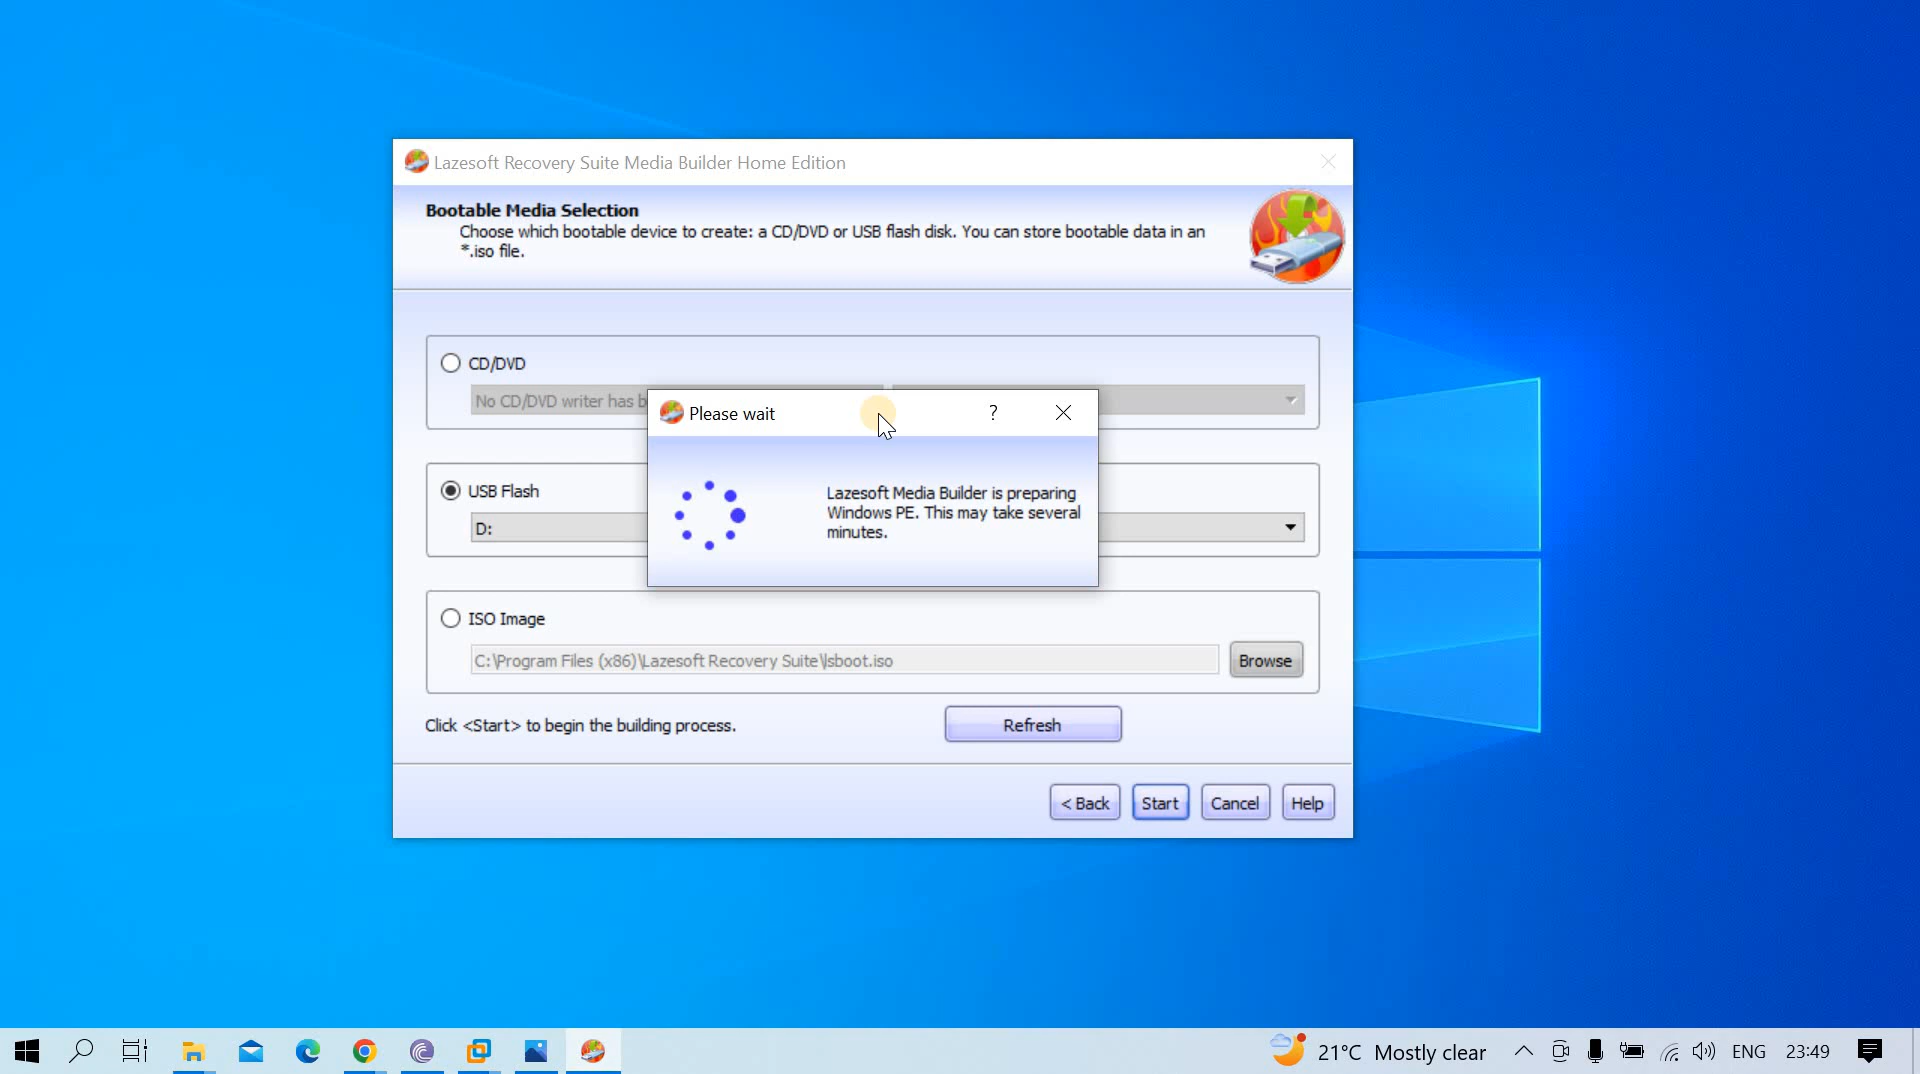 Lazesoft Recovery Suite Media Builder Home Edition
Bootable Media Selection
Choose which bootable device to create: a CD/DVD or USB flash disk. You can store bootable data in an
*.iso file.
CD/DVD
No CD/DVD writer has b
Please wait
?
Lazesoft Media Builder is preparing
Windows PE. This may take several
minutes.
USB Flash
D:
ISO Image
C:\Program Files (x86)\Lazesoft Recovery Suite\lsboot.iso
Browse
Click <Start> to begin the building process.
Refresh
< Back
Start
Cancel
Help
21°C Mostly clear
ENG
23:49